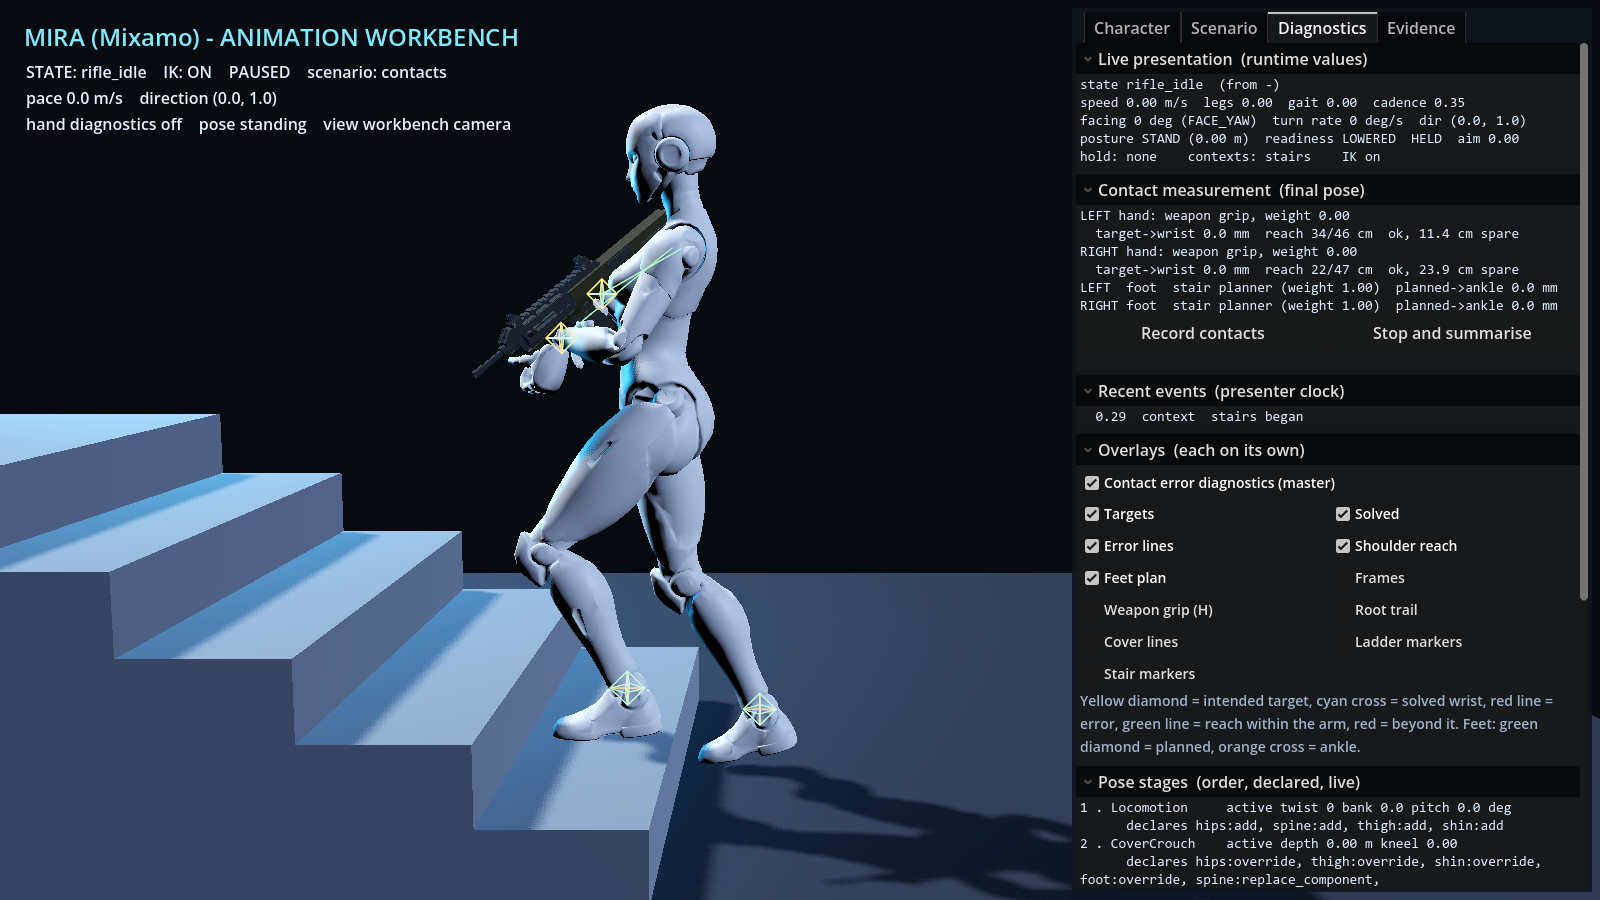 MIRA (Mixamo) - ANIMATION WORKBENCH
STATE: rifle_idle IK: ON PAUSED scenario: contacts
pace 0.0 m/s direction (0.0, 1.0)
hand diagnostics off pose standing view workbench camera
Character Scenario Diagnostics Evidence
Live presentation (runtime values)
state rifle_idle (from -)
speed 0.00 m/s legs 0.00 gait 0.00 cadence 0.35
facing 0 deg (FACE_YAW) turn rate 0 deg/s dir (0.0, 1.0)
posture STAND (0.00 m) readiness LOWERED HELD aim 0.00
hold: none contexts: stairs IK on
Contact measurement (final pose)
LEFT hand: weapon grip, weight 0.00
target->wrist 0.0 mm reach 34/46 cm ok, 11.4 cm spare
RIGHT hand: weapon grip, weight 0.00
target->wrist 0.0 mm reach 22/47 cm ok, 23.9 cm spare
LEFT foot stair planner (weight 1.00) planned->ankle 0.0 mm
RIGHT foot stair planner (weight 1.00) planned->ankle 0.0 mm
Record contacts Stop and summarise
Recent events (presenter clock)
0.29 context stairs began
Overlays (each on its own)
Contact error diagnostics (master)
Targets Solved
Error lines Shoulder reach
Feet plan Frames
Weapon grip (H) Root trail
Cover lines Ladder markers
Stair markers
Yellow diamond = intended target, cyan cross = solved wrist, red line =
error, green line = reach within the arm, red = beyond it. Feet: green
diamond = planned, orange cross = ankle.
Pose stages (order, declared, live)
1 . Locomotion active twist 0 bank 0.0 pitch 0.0 deg
declares hips:add, spine:add, thigh:add, shin:add
2 . CoverCrouch active depth 0.00 m kneel 0.00
declares hips:override, thigh:override, shin:override,
foot:override, spine:replace_component,